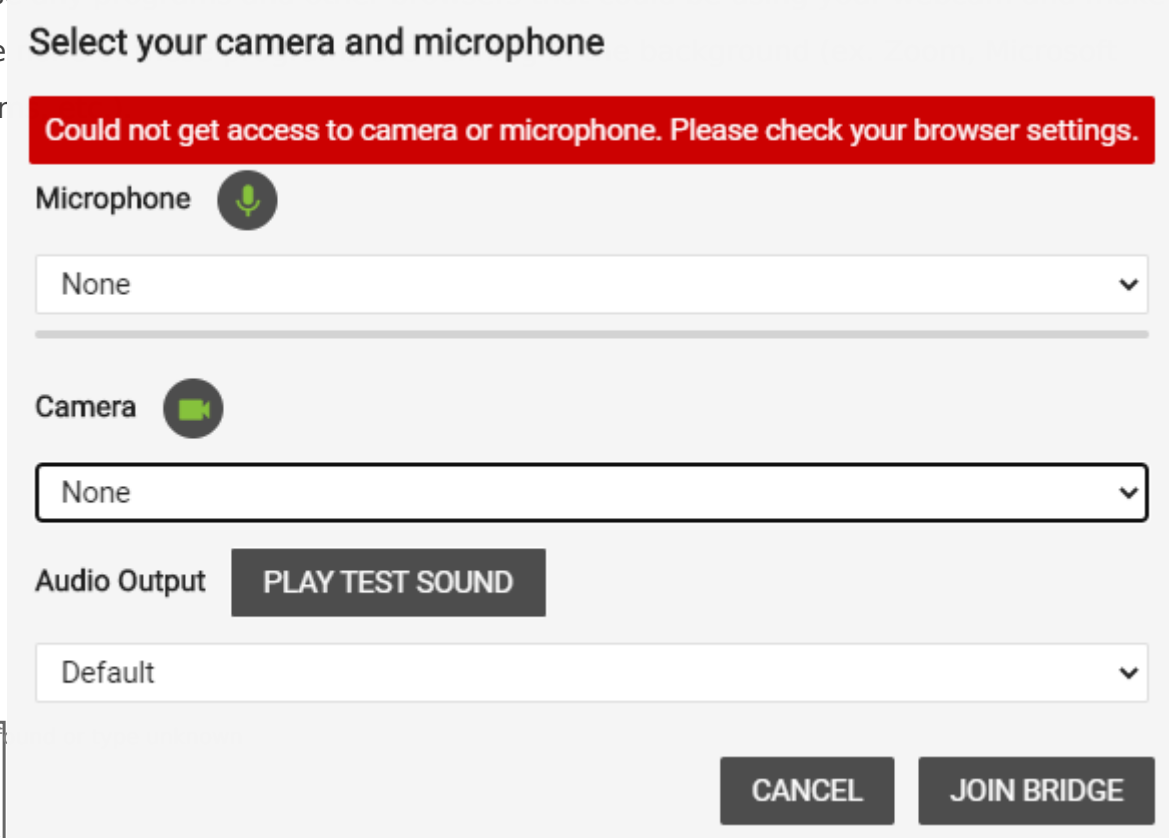 Select your camera and microphone
Could not get access to camera or microphone. Please check your browser settings.
Microphone
None
Camera
None
Audio Output
PLAY TEST SOUND
Default
CANCEL
JOIN BRIDGE